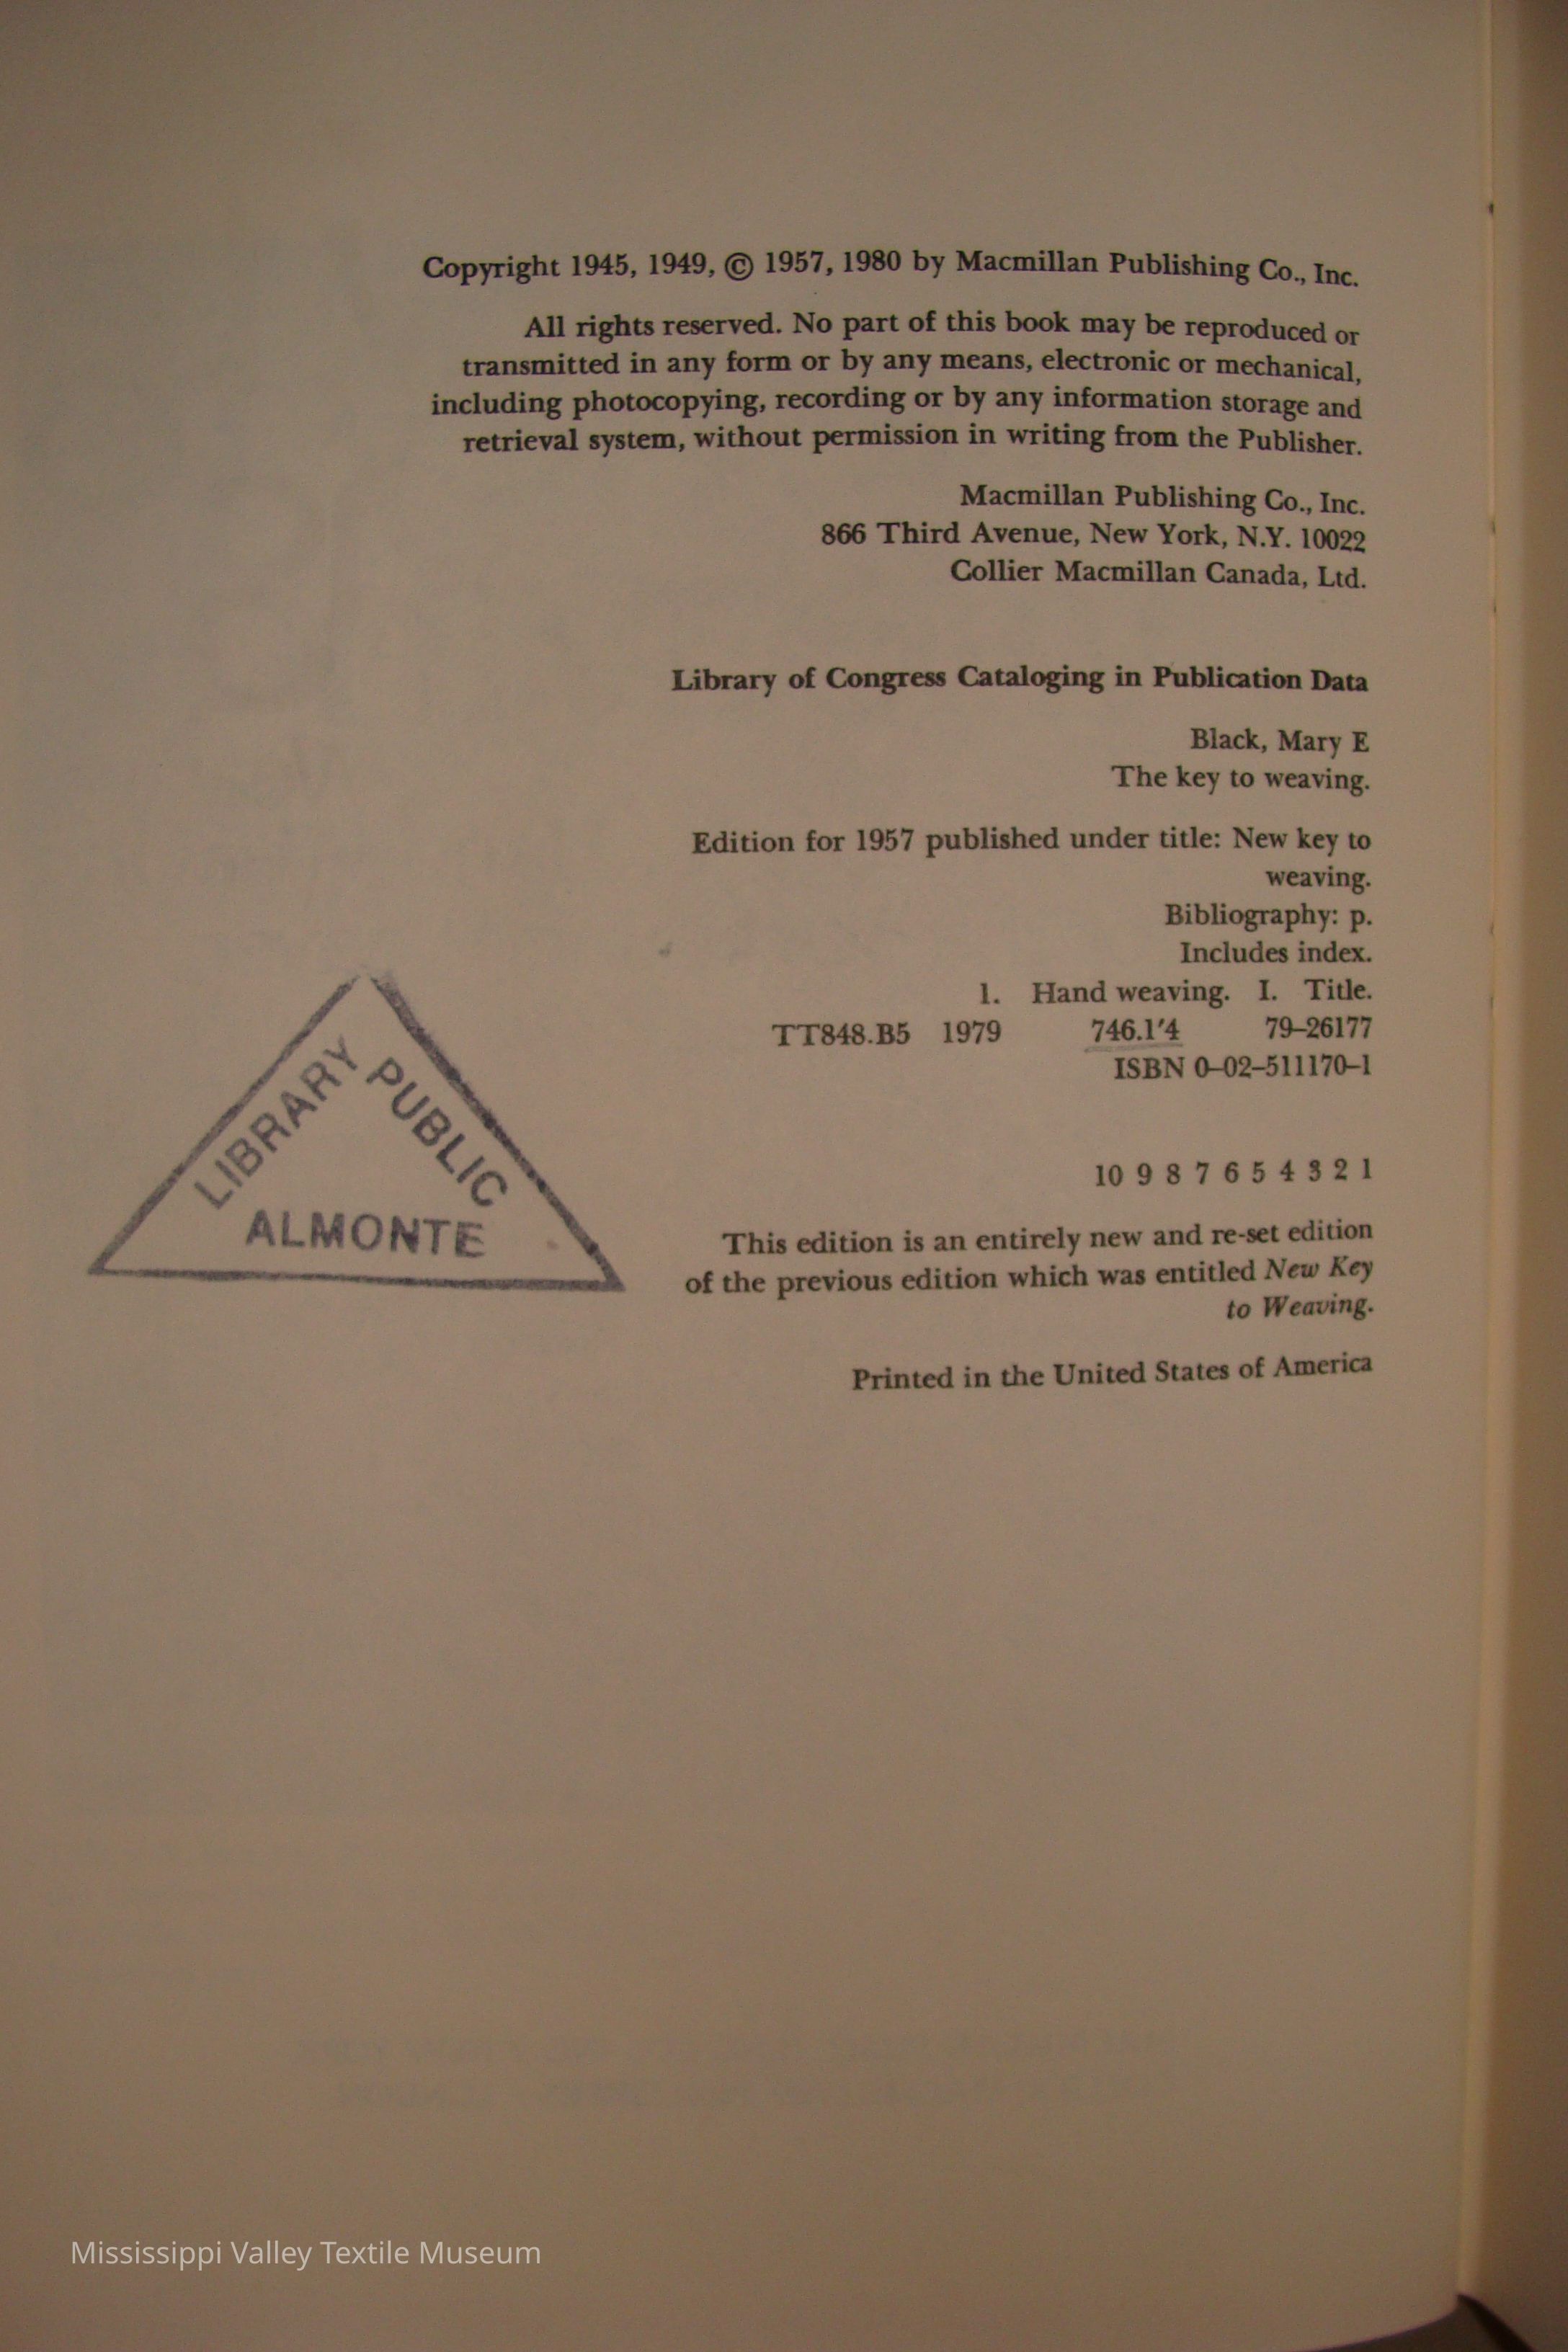 Copyright 1945, 1949, © 1957, 1980 by Macmillan Publishing Co., Inc.
All rights reserved. No part of this book may be reproduced or
transmitted in any form or by any means, electronic or mechanical,
including photocopying, recording or by any information storage and
retrieval system, without permission in writing from the Publisher.
Macmillan Publishing Co., Inc.
866 Third Avenue, New York, N.Y. 10022
Collier Macmillan Canada, Ltd.
Library of Congress Cataloging in Publication Data
Black, Mary E
The key to weaving.
Edition for 1957 published under title: New key to
weaving.
Bibliography: p.
Includes index.
1. Hand weaving. I. Title.
TT848.B5 1979 746.1'4 79–26177
ISBN 0–02–511170–1
10 9 8 7 6 5 4 3 2 1
This edition is an entirely new and re-set edition
of the previous edition which was entitled New Key
to Weaving.
Printed in the United States of America
LIBRARY
PUBLIC
ALMONTE
Mississippi Valley Textile Museum